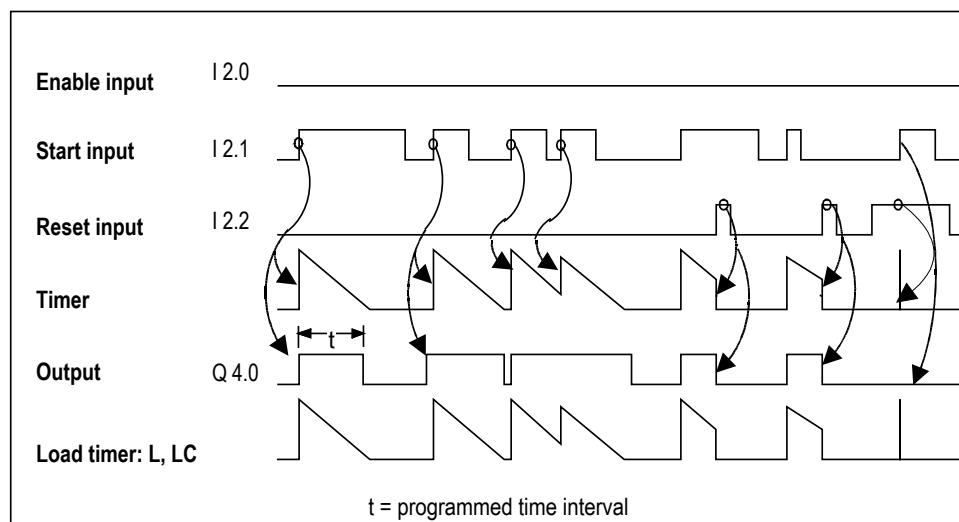 Enable input I 2.0
Start input I 2.1
Reset input I 2.2
Timer
t
Output Q 4.0
Load timer: L, LC
t = programmed time interval